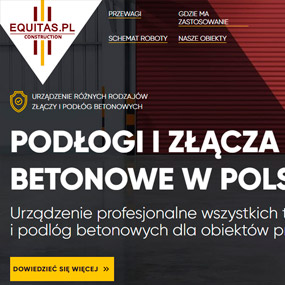 EQUITAS.PL
CONSTRUCTION
PRZEWAGI
GDZIE MA
ZASTOSOWANIE
SCHEMAT ROBOTY
NASZE OBIEKTY
URZĄDZENIE RÓŻNYCH RODZAJÓW
ZŁĄCZY I PODŁÓG BETONOWYCH
PODŁOGI I ZŁĄCZA
BETONOWE W POLS
Urządzenie profesjonalne wszystkich t
i podłóg betonowych dla obiektów p
DOWIEDZIEĆ SIĘ WIĘCEJ